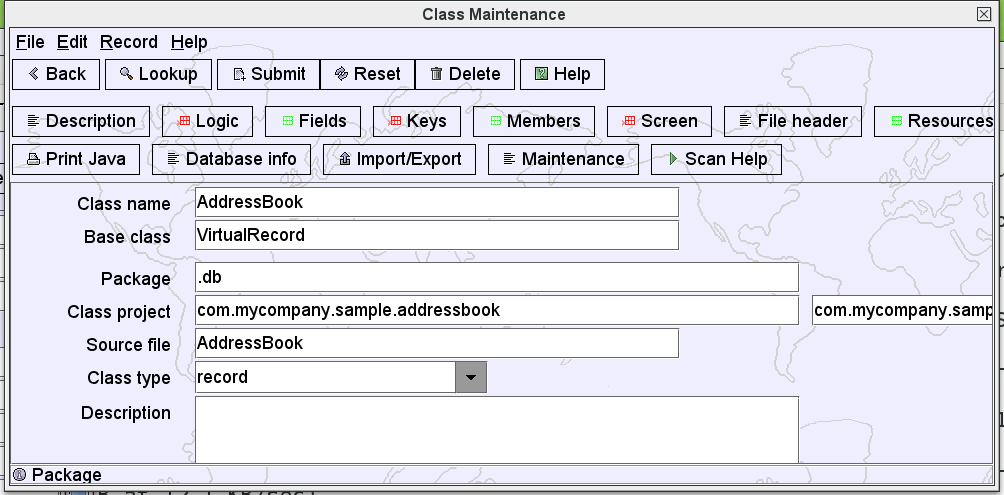 Class Maintenance
File Edit Record Help
Back Lookup Submit Reset Delete Help
Description Logic Fields Keys Members Screen File header Resources
Print Java Database info Import/Export Maintenance Scan Help
Class name AddressBook
Base class VirtualRecord
Package .db
Class project com.mycompany.sample.addressbook com.mycompany.samp
Source file AddressBook
Class type record
Description
Package